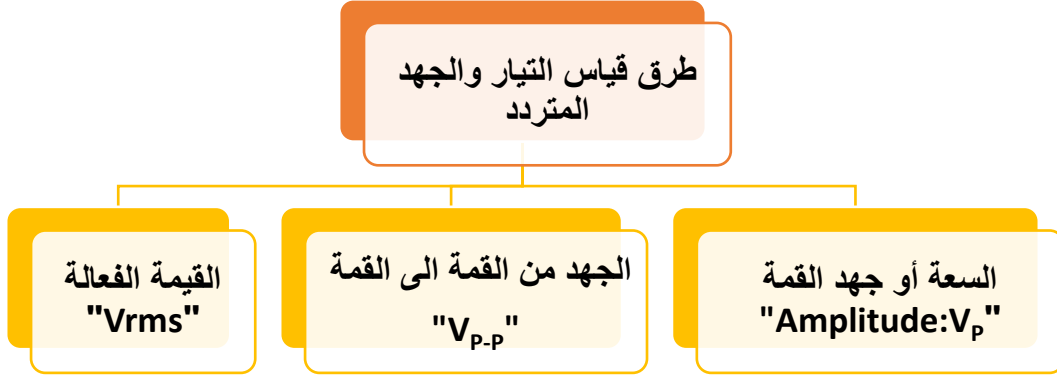 طرق قياس التيار والجهد
المتردد
السعة أو جهد القمة
"Amplitude:VP"
الجهد من القمة الى القمة
"VP-P"
القيمة الفعالة
"Vrms"